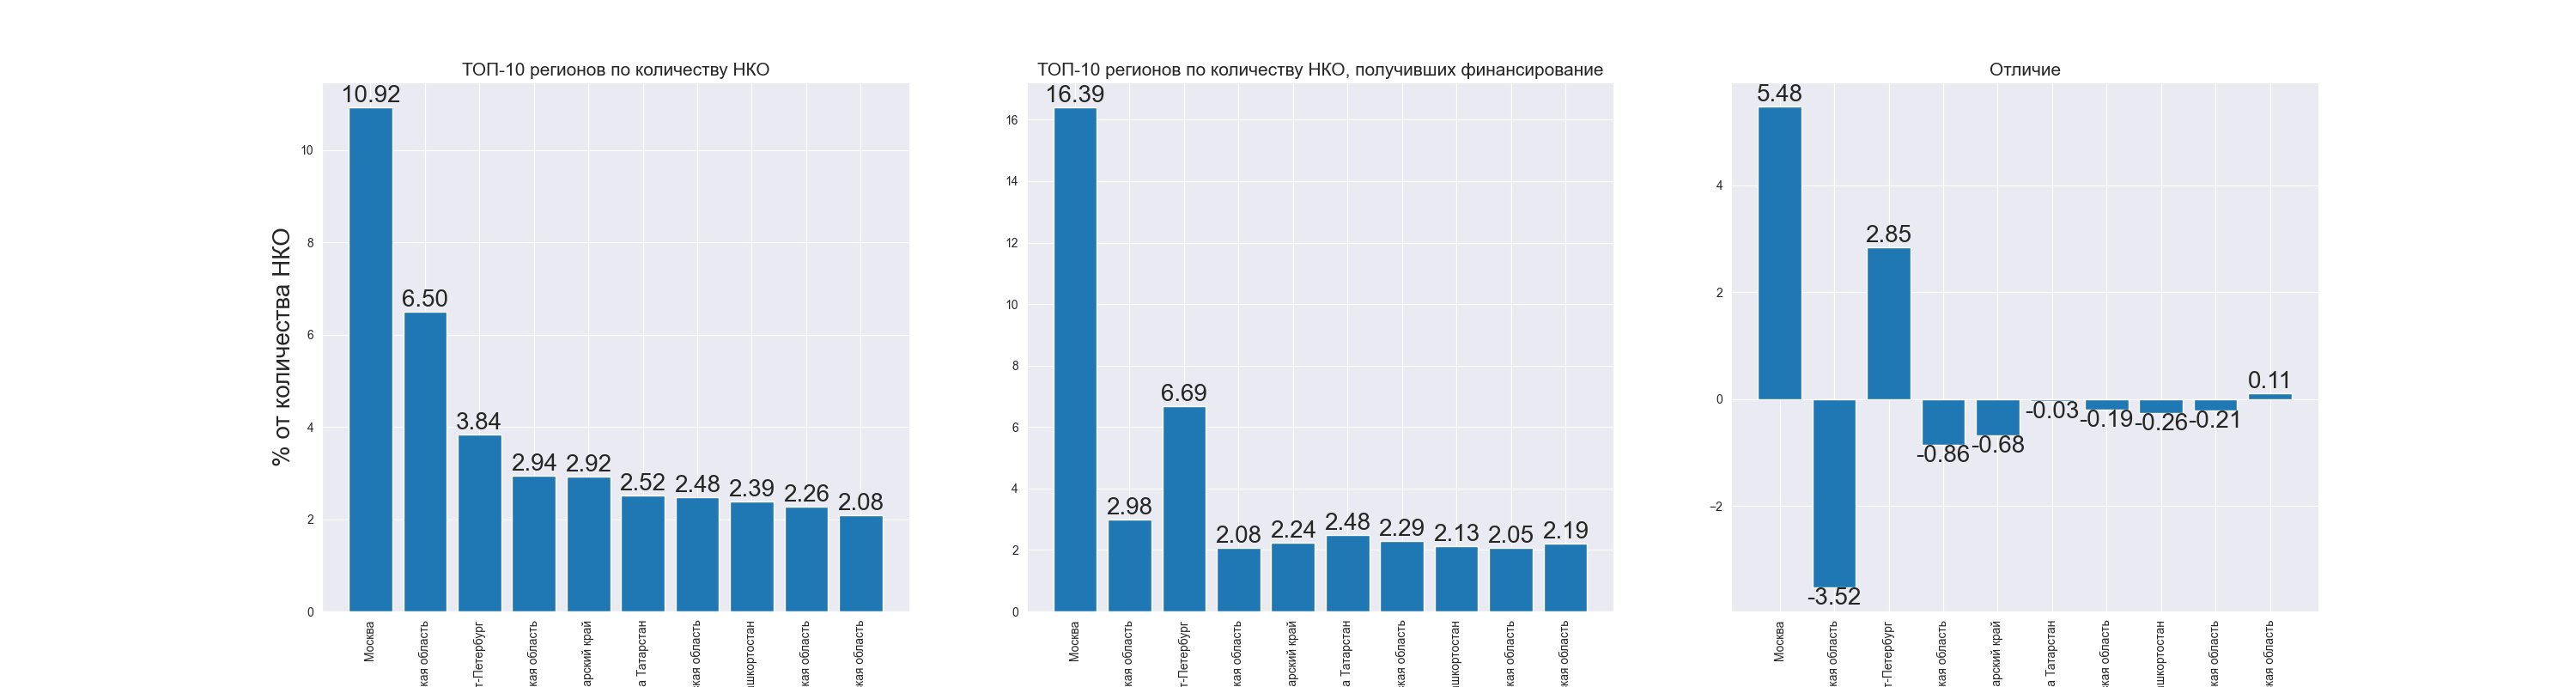 ТОП-10 регионов по количеству НКО
% от количества НКО
10
8
6
4
2
0
10.92
6.50
3.84
2.94
2.92
2.52
2.48
2.39
2.26
2.08
Москва
кая область
т-Петербург
кая область
арский край
а Татарстан
кая область
ашкортостан
кая область
кая область
ТОП-10 регионов по количеству НКО, получивших финансирование
16
14
12
10
8
6
4
2
0
16.39
2.98
6.69
2.08
2.24
2.48
2.29
2.13
2.05
2.19
Москва
кая область
т-Петербург
кая область
арский край
а Татарстан
кая область
ашкортостан
кая область
кая область
Отличие
4
2
0
−2
5.48
-3.52
2.85
-0.86
-0.68
-0.03
-0.19
-0.26
-0.21
0.11
Москва
кая область
т-Петербург
кая область
арский край
а Татарстан
кая область
ашкортостан
кая область
кая область